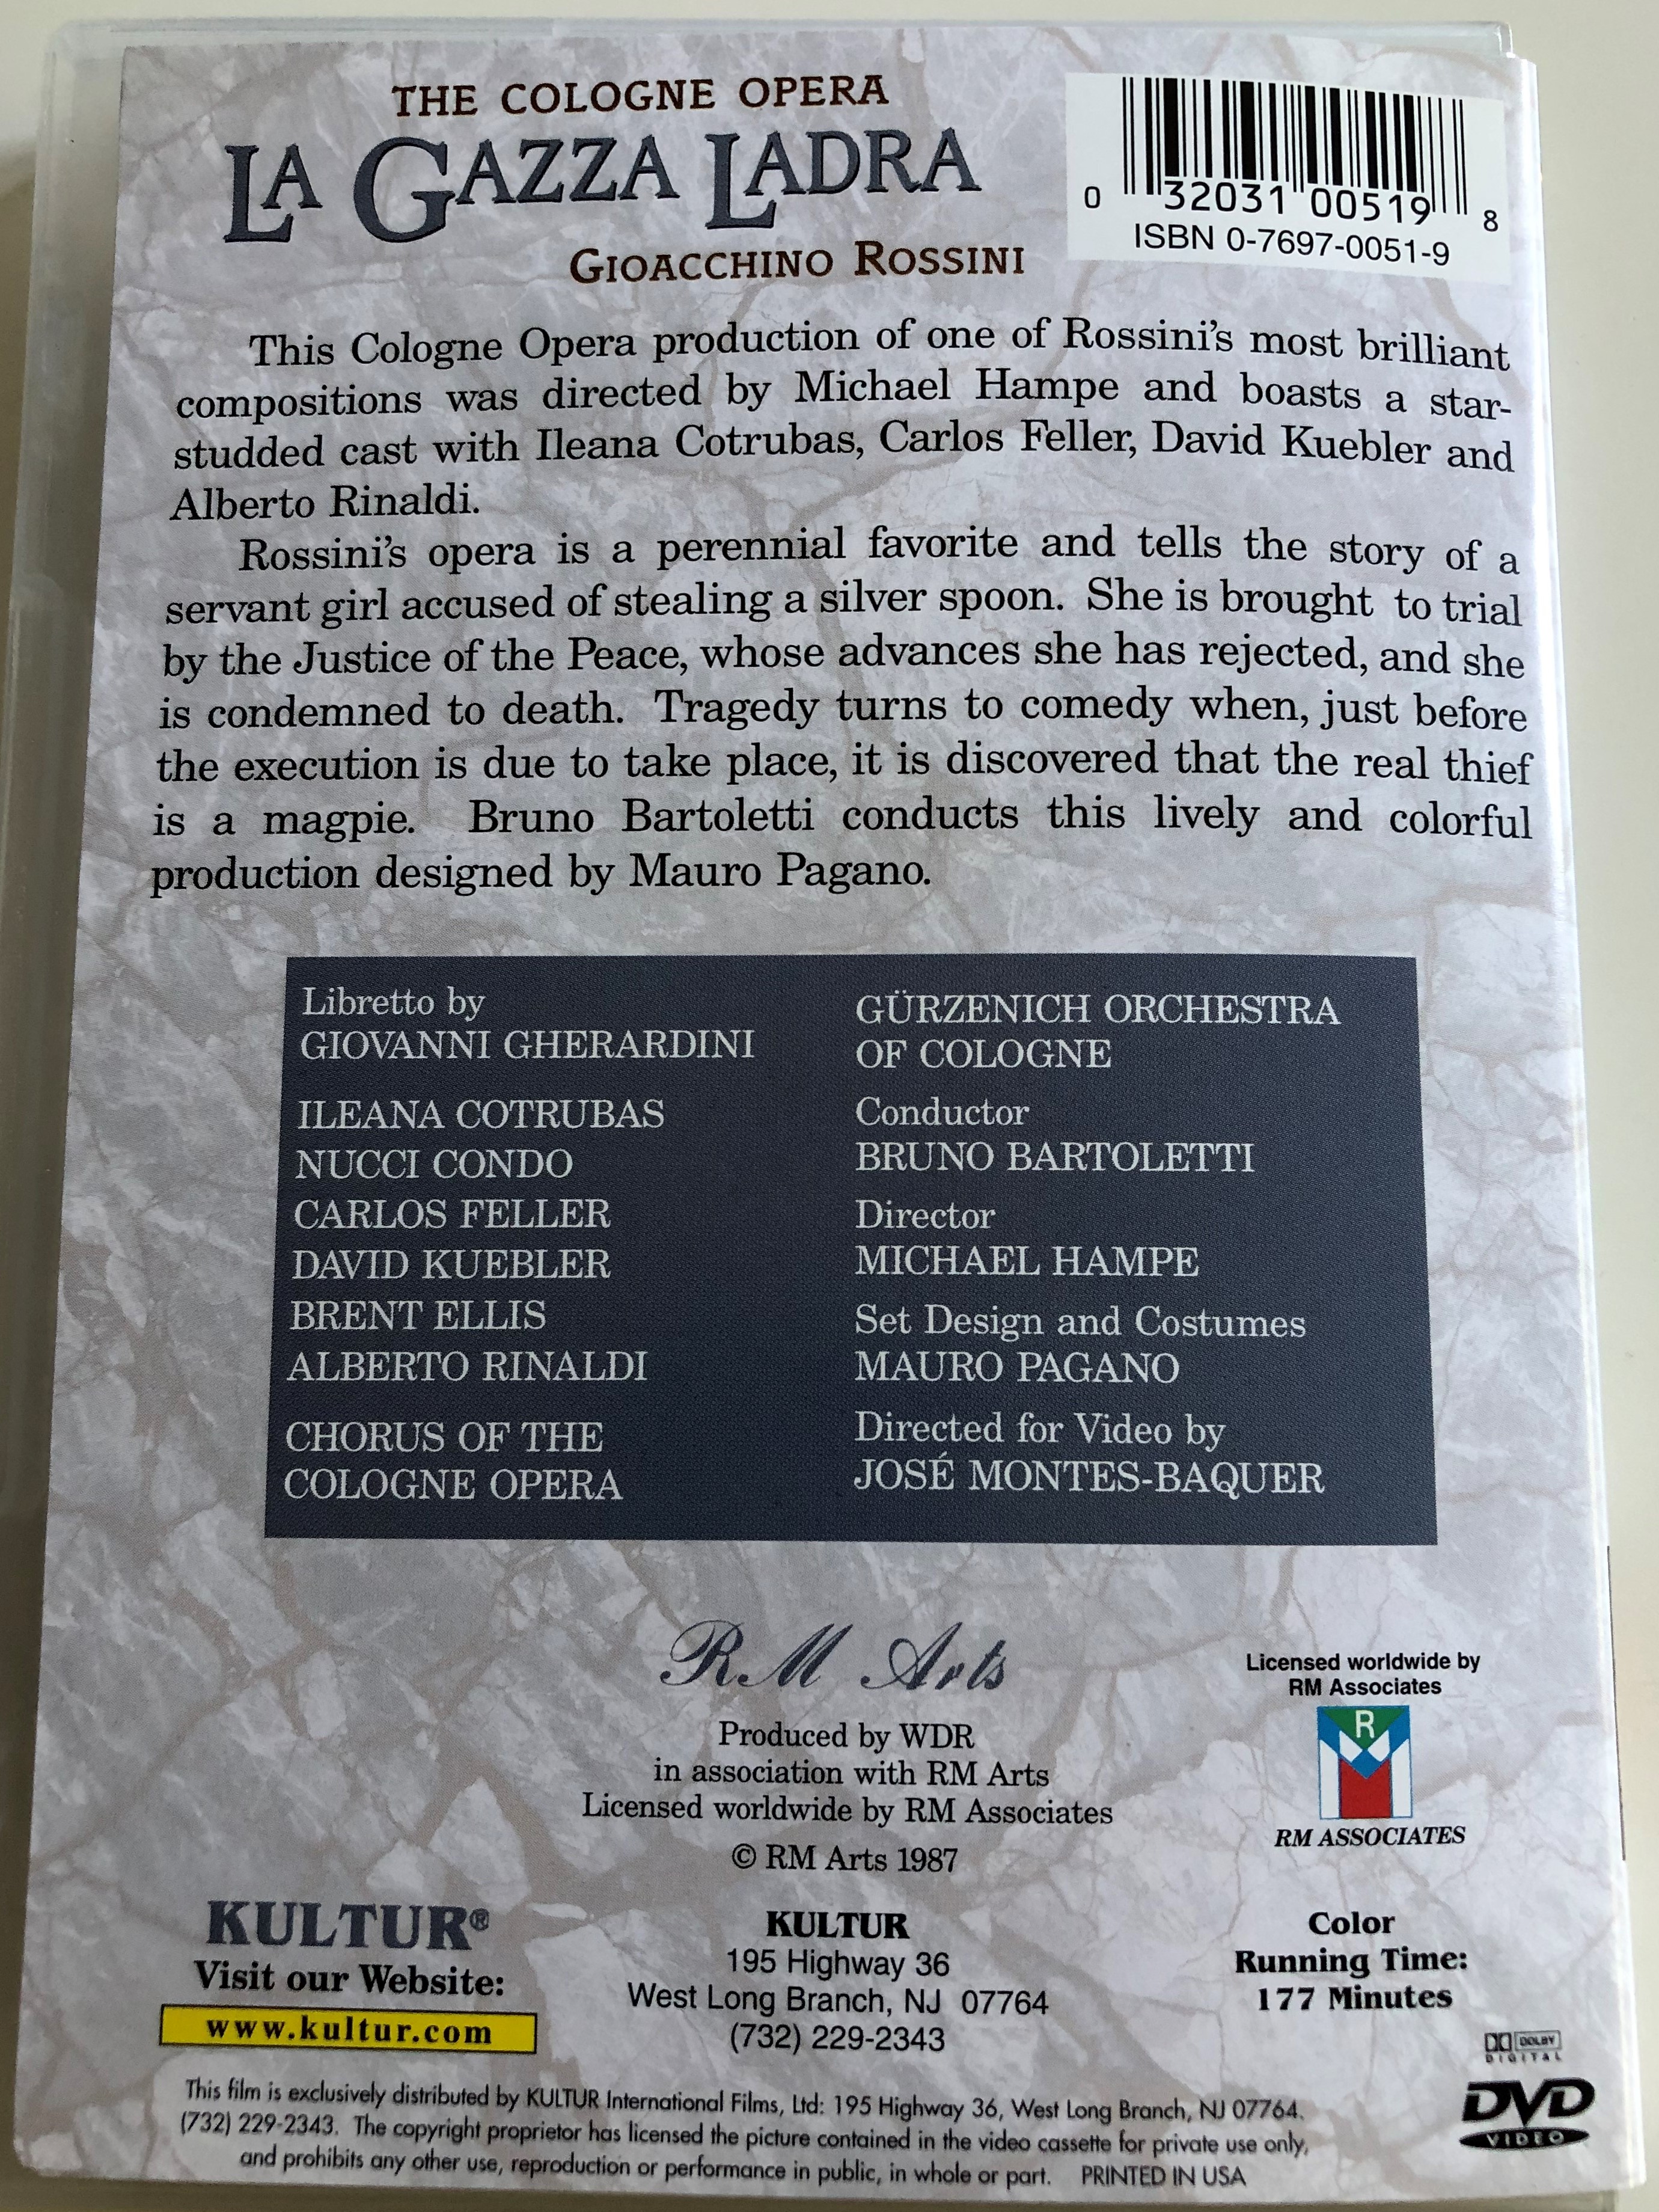 THE COLOGNE OPERA
LA GAZZA LADRA
GIOACCHINO ROSSINI
0 32031 00519 8
ISBN 0-7697-0051-9
This Cologne Opera production of one of Rossini's most brilliant
compositions was directed by Michael Hampe and boasts a star-
studded cast with Ileana Cotrubas, Carlos Feller, David Kuebler and
Alberto Rinaldi.
Rossini's opera is a perennial favorite and tells the story of a
servant girl accused of stealing a silver spoon. She is brought to trial
by the Justice of the Peace, whose advances she has rejected, and she
is condemned to death. Tragedy turns to comedy when, just before
the execution is due to take place, it is discovered that the real thief
is a magpie. Bruno Bartoletti conducts this lively and colorful
production designed by Mauro Pagano.
Libretto by
GIOVANNI GHERARDINI
ILEANA COTRUBAS
NUCCI CONDO
CARLOS FELLER
DAVID KUEBLER
BRENT ELLIS
ALBERTO RINALDI
CHORUS OF THE
COLOGNE OPERA
GÜRZENICH ORCHESTRA
OF COLOGNE
Conductor
BRUNO BARTOLETTI
Director
MICHAEL HAMPE
Set Design and Costumes
MAURO PAGANO
Directed for Video by
JOSÉ MONTES-BAQUER
RM Arts
Produced by WDR
in association with RM Arts
Licensed worldwide by RM Associates
© RM Arts 1987
Licensed worldwide by
RM Associates
R
M
RM ASSOCIATES
KULTUR®
Visit our Website:
www.kultur.com
KULTUR
195 Highway 36
West Long Branch, NJ 07764
(732) 229-2343
Color
Running Time:
177 Minutes
DOLBY
DIGITAL
DVD
VIDEO
This film is exclusively distributed by KULTUR International Films, Ltd: 195 Highway 36, West Long Branch, NJ 07764.
(732) 229-2343. The copyright proprietor has licensed the picture contained in the video cassette for private use only,
and prohibits any other use, reproduction or performance in public, in whole or part. PRINTED IN USA